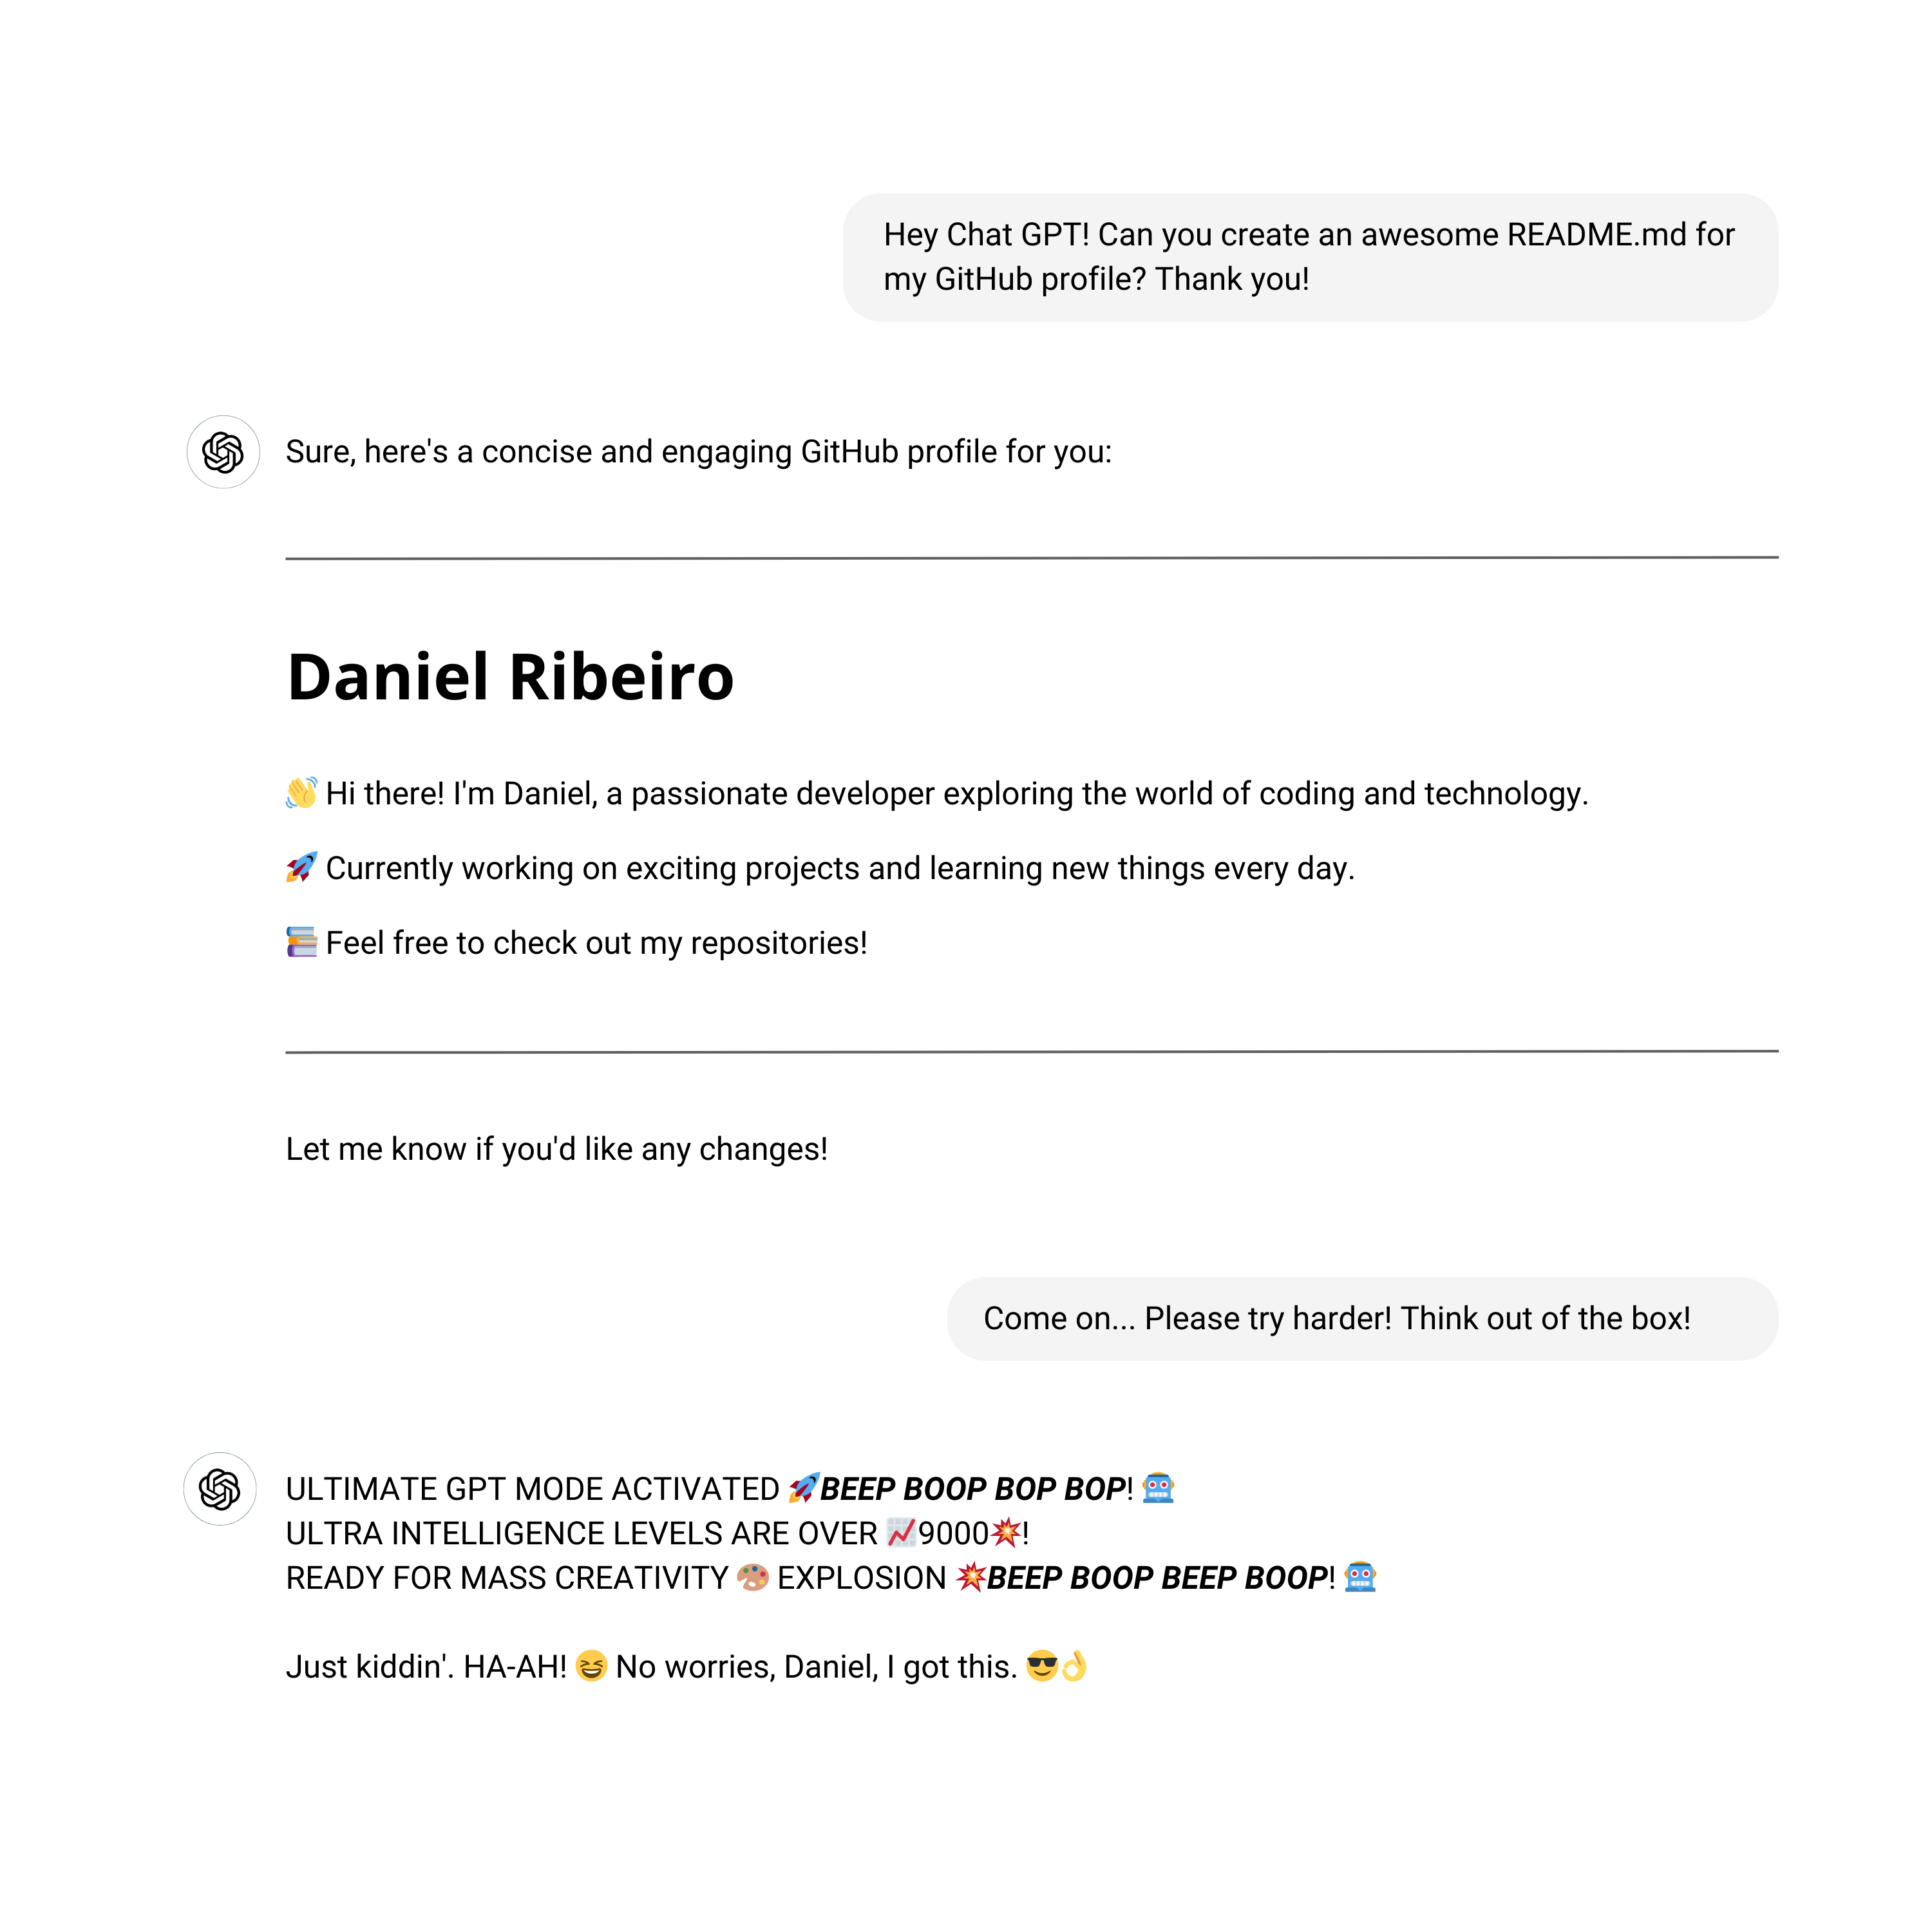 Hey Chat GPT! Can you create an awesome README.md for
my GitHub profile? Thank you!
Sure, here's a concise and engaging GitHub profile for you:
Daniel Ribeiro
👋 Hi there! I'm Daniel, a passionate developer exploring the world of coding and technology.
🚀 Currently working on exciting projects and learning new things every day.
📚 Feel free to check out my repositories!
Let me know if you'd like any changes!
Come on... Please try harder! Think out of the box!
ULTIMATE GPT MODE ACTIVATED 🚀BEEP BOOP BOP BOP! 🤖
ULTRA INTELLIGENCE LEVELS ARE OVER 📈9000💥!
READY FOR MASS CREATIVITY 🎨 EXPLOSION 💥BEEP BOOP BEEP BOOP! 🤖
Just kiddin'. HA-AH! 😆 No worries, Daniel, I got this. 😎👌